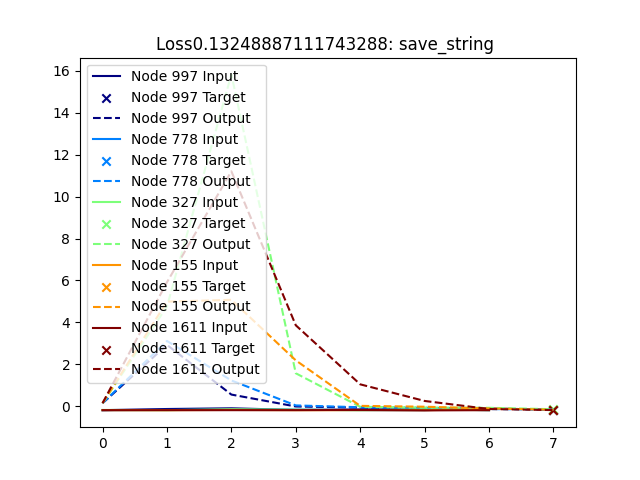 Loss0.13248887111743288: save_string
16
14
12
10
8
6
4
2
0
Node 997 Input
Node 997 Target
Node 997 Output
Node 778 Input
Node 778 Target
Node 778 Output
Node 327 Input
Node 327 Target
Node 327 Output
Node 155 Input
Node 155 Target
Node 155 Output
Node 1611 Input
Node 1611 Target
Node 1611 Output
0 1 2 3 4 5 6 7